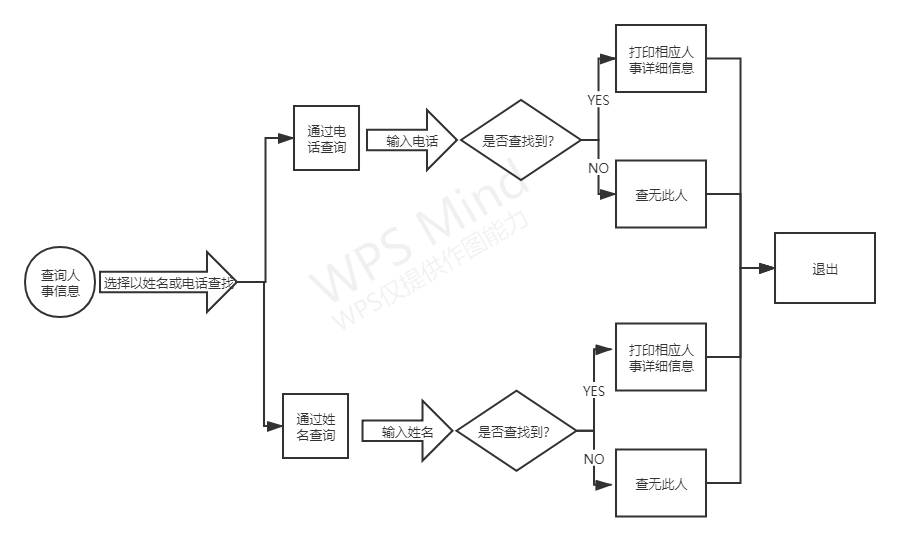 查询人
事信息
选择以姓名或电话查找
通过电
话查询
输入电话
是否查找到?
YES
打印相应人
事详细信息
NO
查无此人
通过姓
名查询
输入姓名
是否查找到?
YES
打印相应人
事详细信息
NO
查无此人
退出
WPS Mind
WPS仅提供作图能力